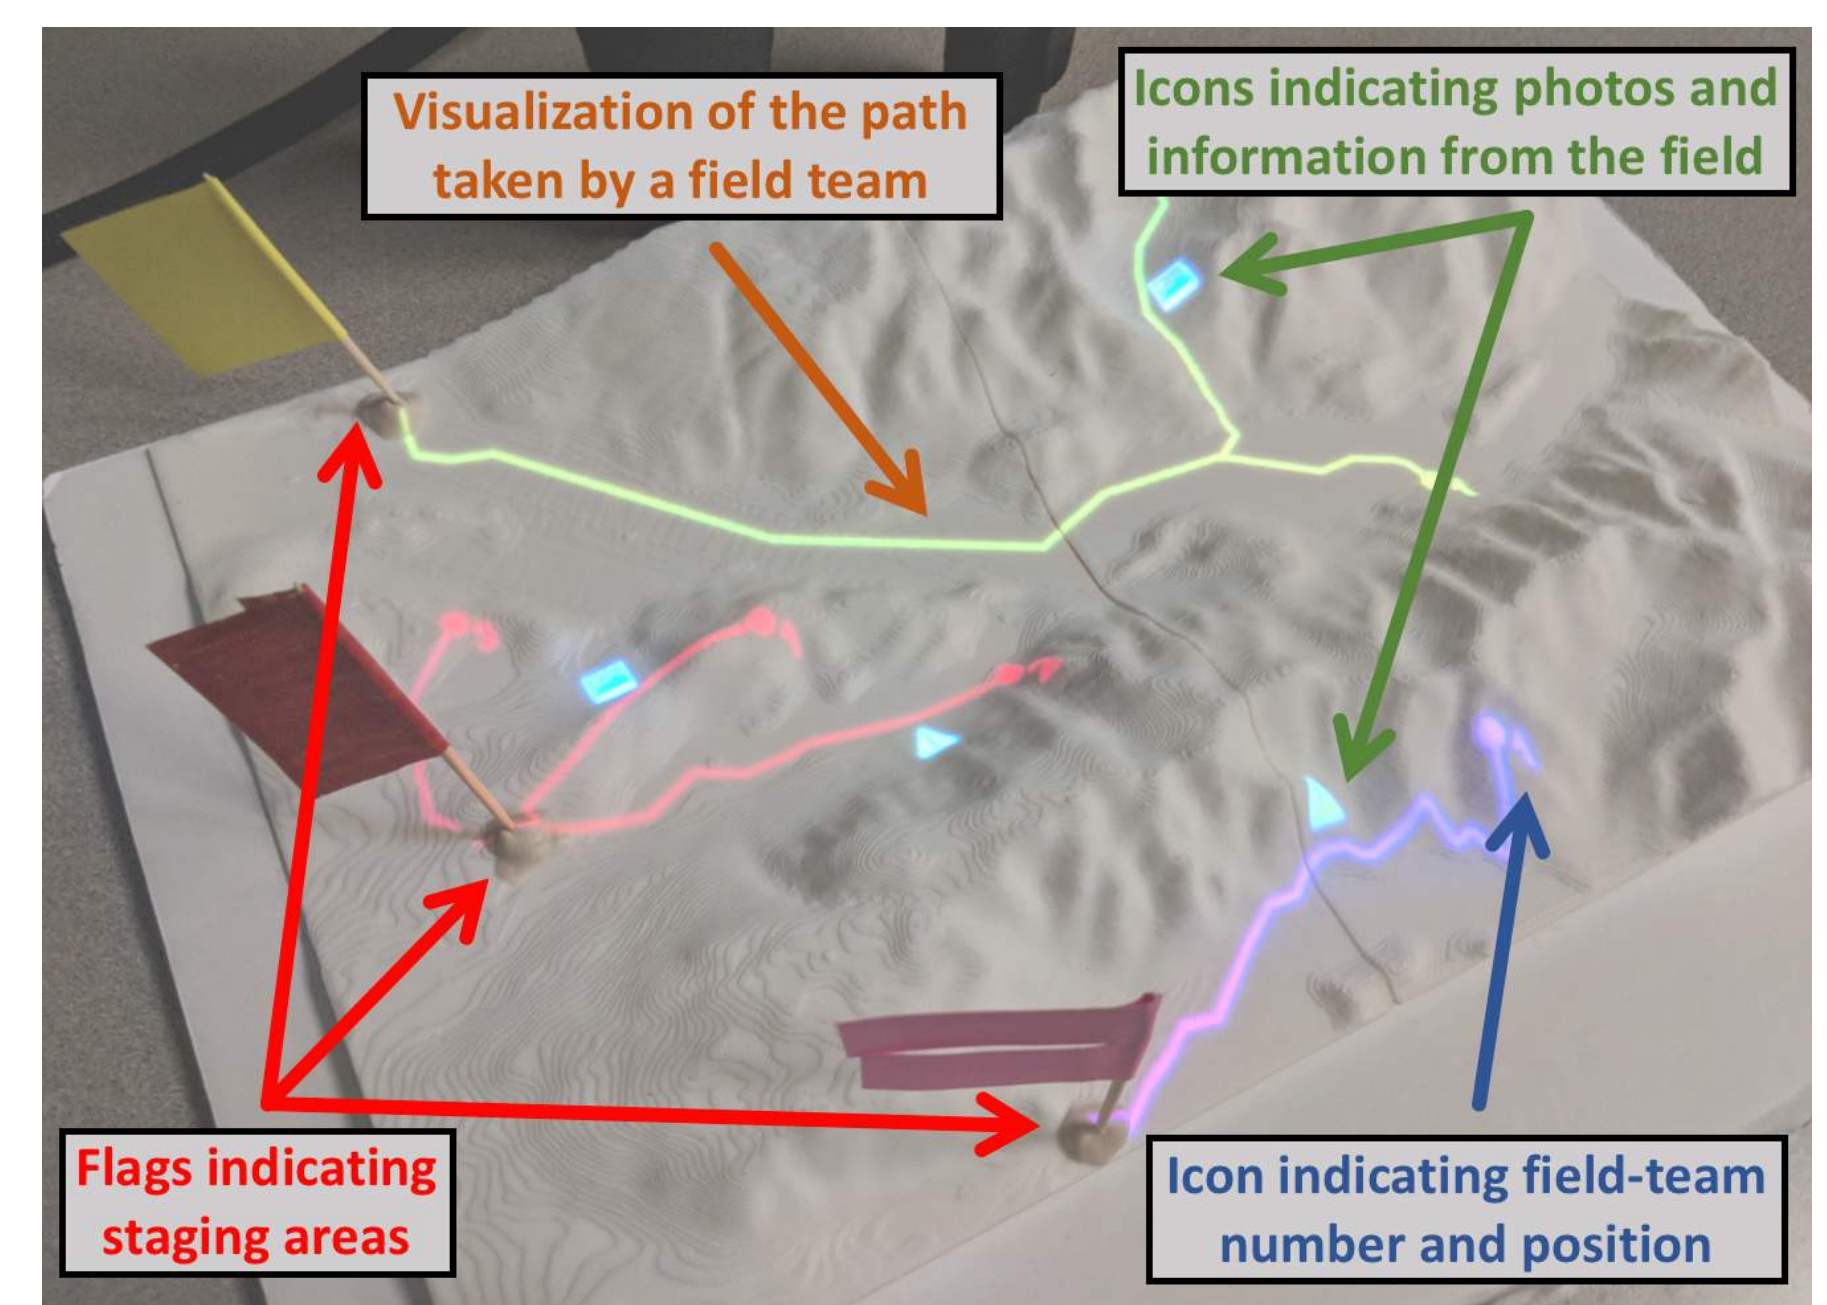 Visualization of the path
taken by a field team
Icons indicating photos and
information from the field
Flags indicating
staging areas
Icon indicating field-team
number and position